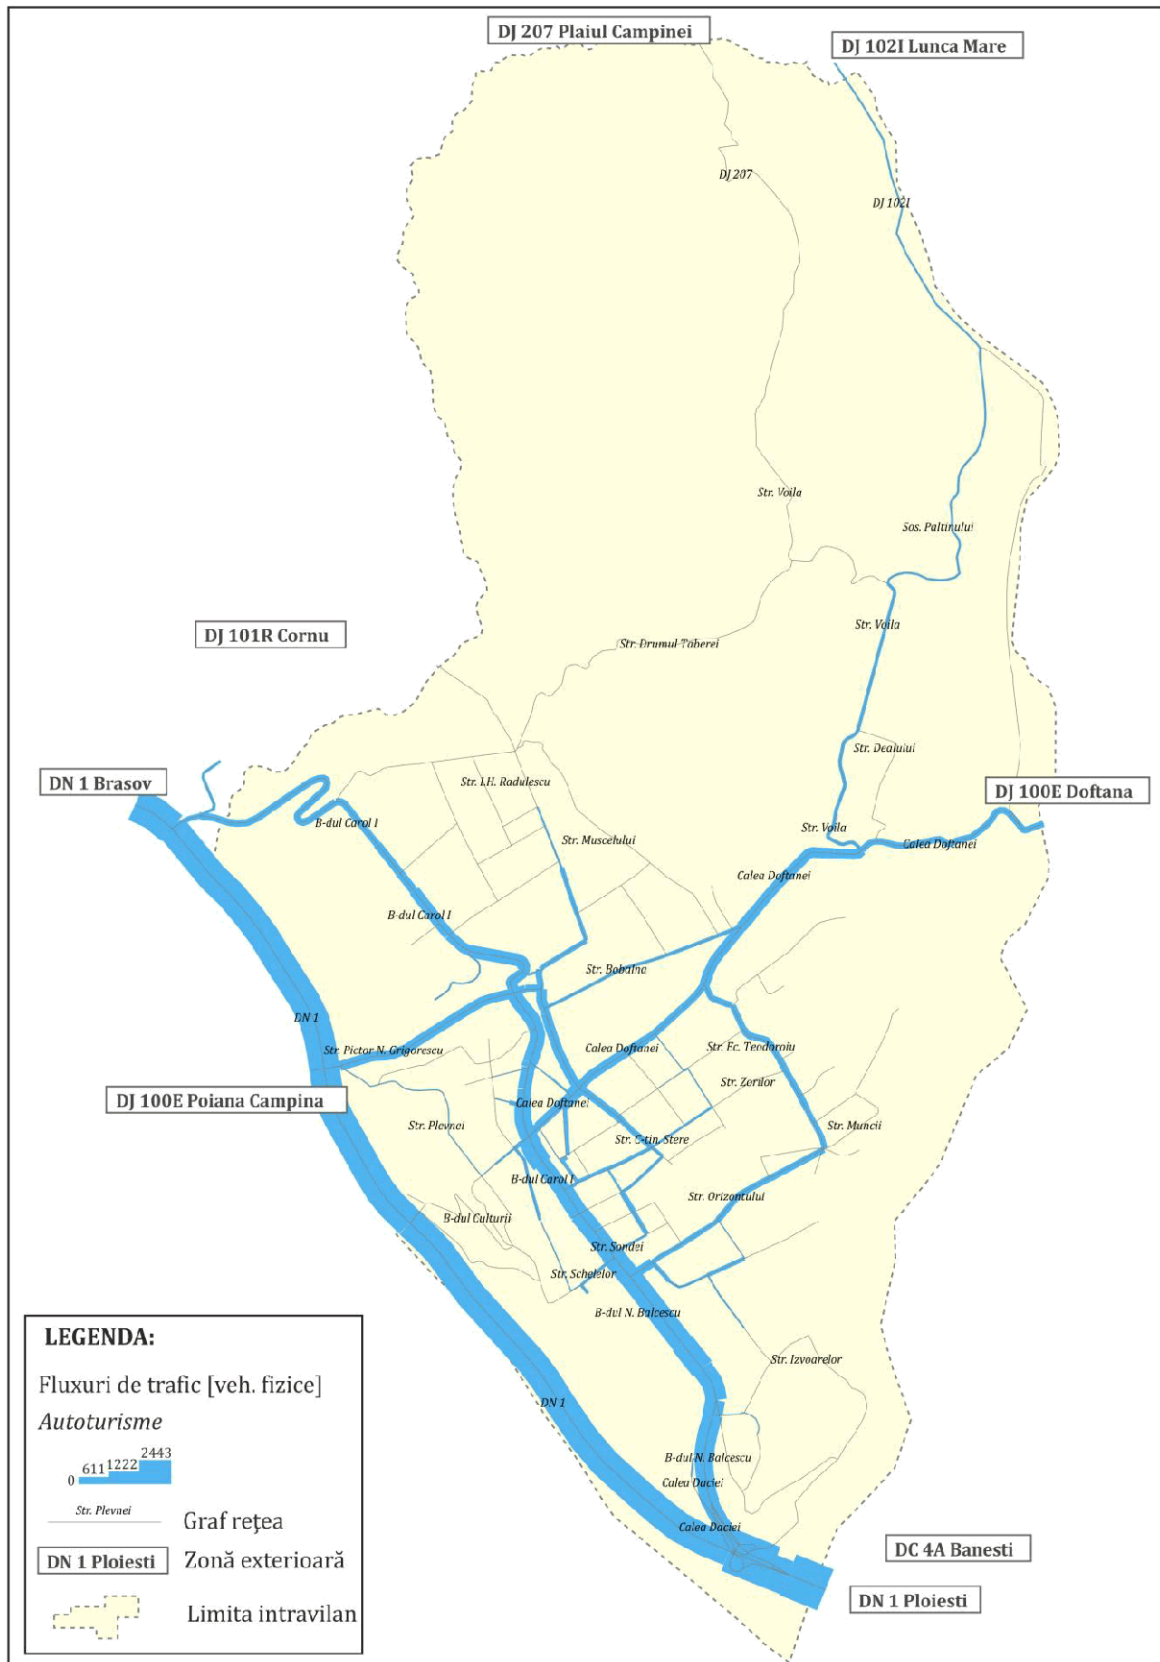 DJ 207 Plaiul Campinei
DJ 102I Lunca Mare
DJ 207
DJ 102I
Str. Voila
Sos. Paltinului
Str. Voila
DJ 101R Cornu
Str. Drumul Taberei
Str. Dealului
DN 1 Brasov
Str. I.H. Radulescu
DJ 100E Doftana
B-dul Carol I
Str. Voila
Str. Muscelului
Calea Doftanei
Calea Doftanei
B-dul Carol I
Str. Bobalna
DN 1
Str. Pictor N. Grigorescu
Calea Doftanei
Str. Ec. Teodoroiu
Str. Zorilor
DJ 100E Poiana Campina
Calea Doftanei
Str. Plevnei
Str. Muncii
Str. C-tin. Stere
B-dul Carol I
Str. Orizontului
B-dul Culturii
Str. Sondei
Str. Schelelor
B-dul N. Balcescu
Str. Izvoarelor
DN 1
B-dul N. Balcescu
Calea Daciei
Calea Daciei
DC 4A Banesti
DN 1 Ploiesti
LEGENDA:
Fluxuri de trafic [veh. fizice]
Autoturisme
0 611 1222 2443
Str. Plevnei
Graf rețea
DN 1 Ploiesti
Zonă exterioară
Limita intravilan